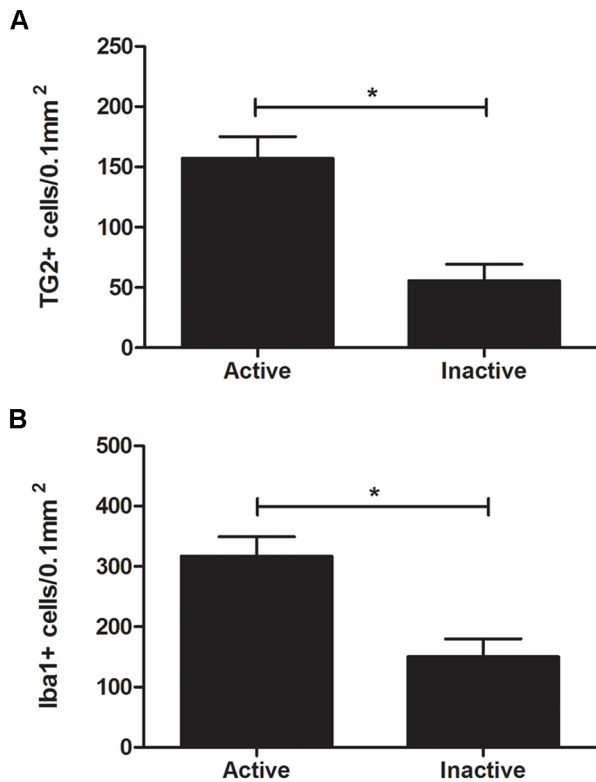 A
TG2+ cells/0.1mm²
250
200
150
100
50
0
*
Active
Inactive
B
Iba1+ cells/0.1mm²
500
400
300
200
100
0
*
Active
Inactive